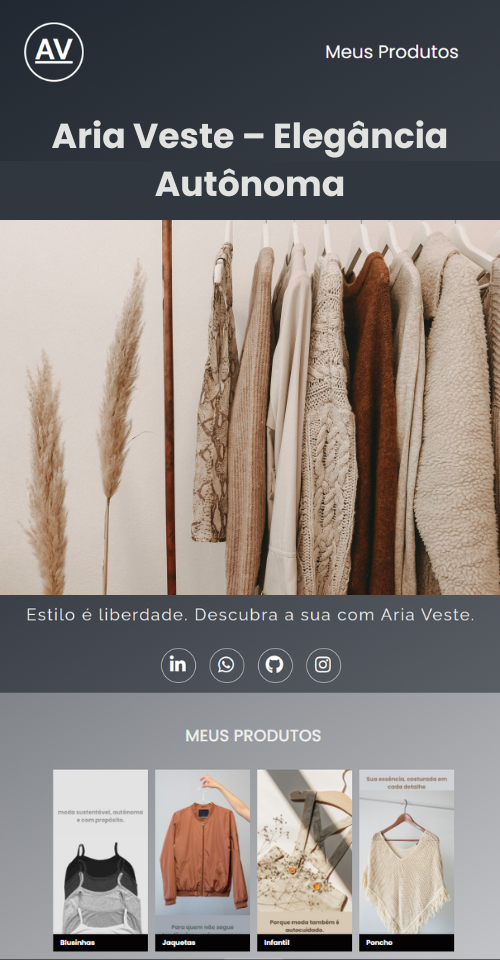 AV
Meus Produtos
Aria Veste – Elegância
Autônoma
Estilo é liberdade. Descubra a sua com Aria Veste.
in
MEUS PRODUTOS
moda sustentável, autônoma
e com propósito.
Para quem não segue
Porque moda também é
autocuidado.
Sua essência, costurada em
cada detalhe
Blusinhas
Jaquetas
Infantil
Poncho